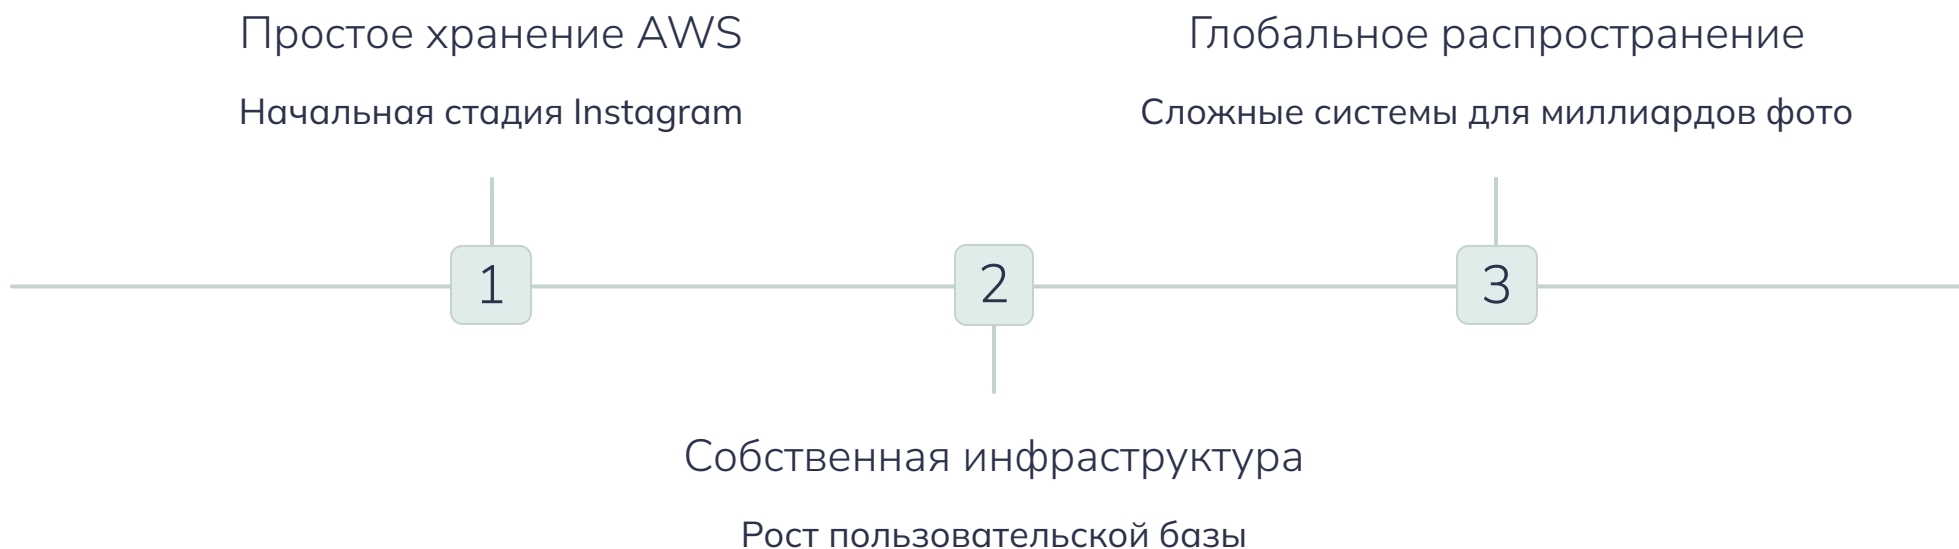 Простое хранение AWS
Начальная стадия Instagram
1
2
Собственная инфраструктура
Рост пользовательской базы
Глобальное распространение
Сложные системы для миллиардов фото
3